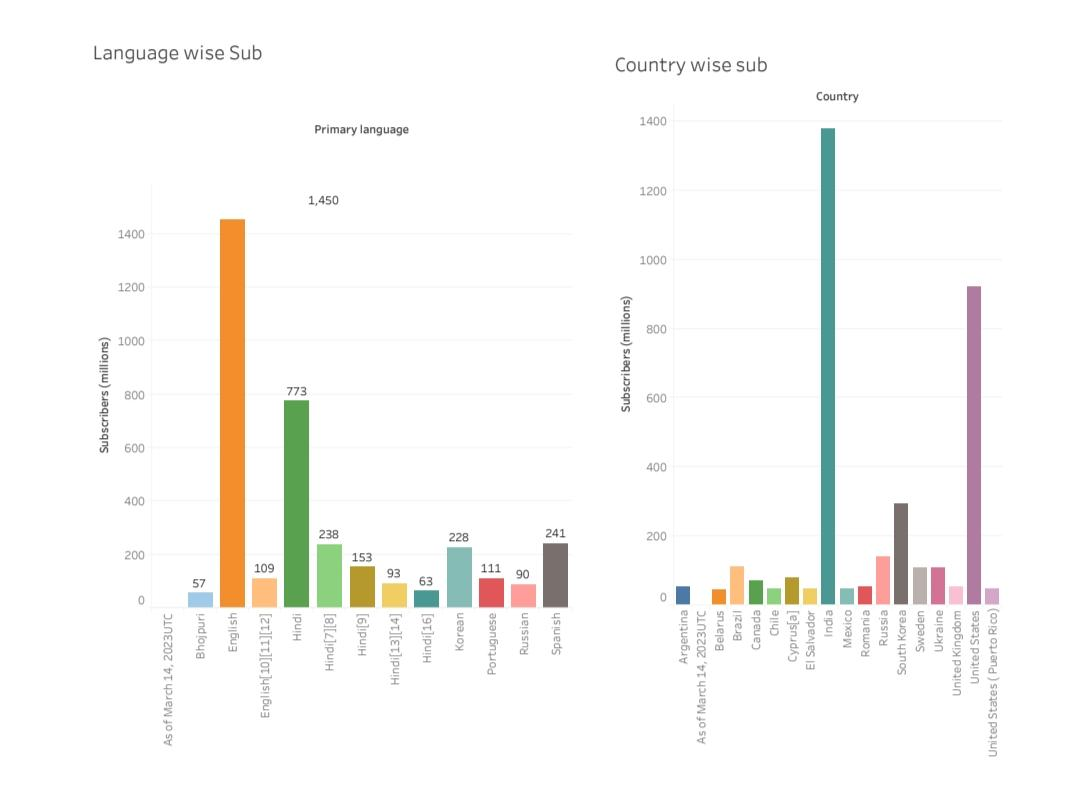 Language wise Sub
Primary language
1,450
1400
1200
1000
800
600
400
200
0
Subscribers (millions)
57
109
773
238
153
93
63
228
111
90
241
As of March 14, 2023UTC
Bhojpuri
English
English[10][11][12]
Hindi
Hindi[7][8]
Hindi[9]
Hindi[13][14]
Hindi[16]
Korean
Portuguese
Russian
Spanish
Country wise sub
Country
1400
1200
1000
800
600
400
200
0
Subscribers (millions)
Argentina
As of March 14, 2023UTC
Belarus
Brazil
Canada
Chile
Cyprus[a]
El Salvador
India
Mexico
Romania
Russia
South Korea
Sweden
Ukraine
United Kingdom
United States
United States ( Puerto Rico)